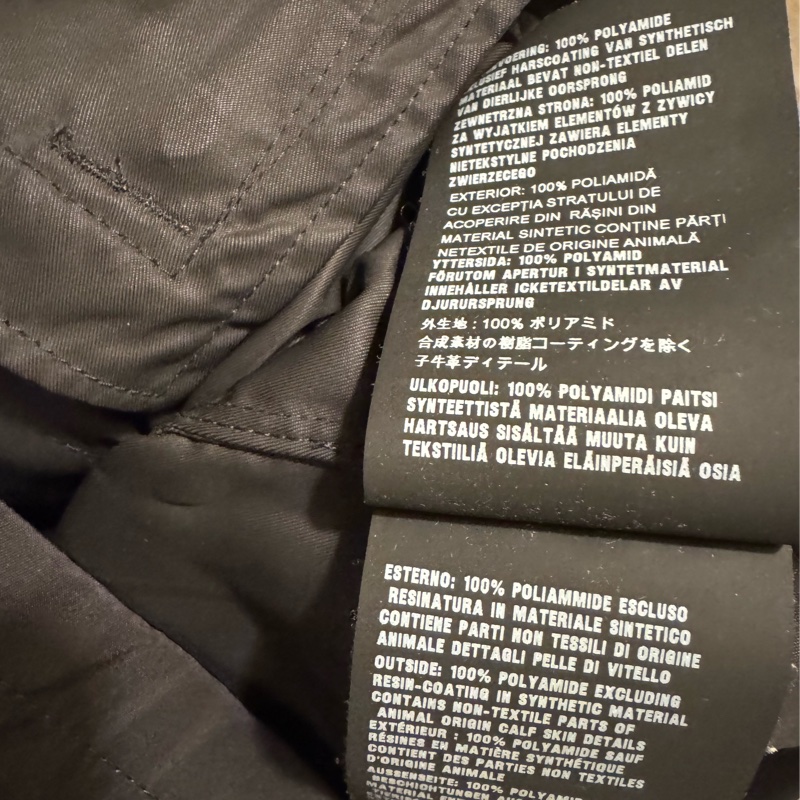 100% POLYAMIDE
HARSCOATING VAN SYNTHETISCH
MATERIAAL BEVAT NON-TEXTIEL DELEN
VAN DIERLIJKE OORSPRONG
ZEWNETRZNA STRONA: 100% POLIAMID
ZA WYJATKIEM ELEMENTÓW Z ZYWICY
SYNTETYCZNEJ ZAWIERA ELEMENTY
NIETEKSTYLNE POCHODZENIA
ZWIERZECEGO
EXTERIOR: 100% POLIAMIDĂ
CU EXCEPȚIA STRATULUI DE
ACOPERIRE DIN RĂȘINI DIN
MATERIAL SINTETIC CONȚINE PĂRȚI
NETEXTILE DE ORIGINE ANIMALĂ
YTTERSIDA: 100% POLYAMID
FÖRUTOM APERTUR I SYNTETMATERIAL
INNEHÅLLER ICKETEXTILDELAR AV
DJURURSPRUNG
外生地：100% ポリアミド
合成素材の樹脂コーティングを除く
子牛革ディテール
ULKOPUOLI: 100% POLYAMIDI PAITSI
SYNTEETTISTÄ MATERIAALIA OLEVA
HARTSAUS SISÄLTÄÄ MUUTA KUIN
TEKSTIILIÄ OLEVIA ELÄINPERÄISIÄ OSIA
ESTERNO: 100% POLIAMMIDE ESCLUSO
RESINATURA IN MATERIALE SINTETICO
CONTIENE PARTI NON TESSILI DI ORIGINE
ANIMALE DETTAGLI PELLE DI VITELLO
OUTSIDE: 100% POLYAMIDE EXCLUDING
RESIN-COATING IN SYNTHETIC MATERIAL
CONTAINS NON-TEXTILE PARTS OF
ANIMAL ORIGIN CALF SKIN DETAILS
EXTÉRIEUR : 100% POLYAMIDE SAUF
RÉSINES EN MATIÈRE SYNTHÉTIQUE
CONTIENT DES PARTIES NON TEXTILES
D'ORIGINE ANIMALE
AUSSENSEITE: 100%
BESCHICHTUNGEN